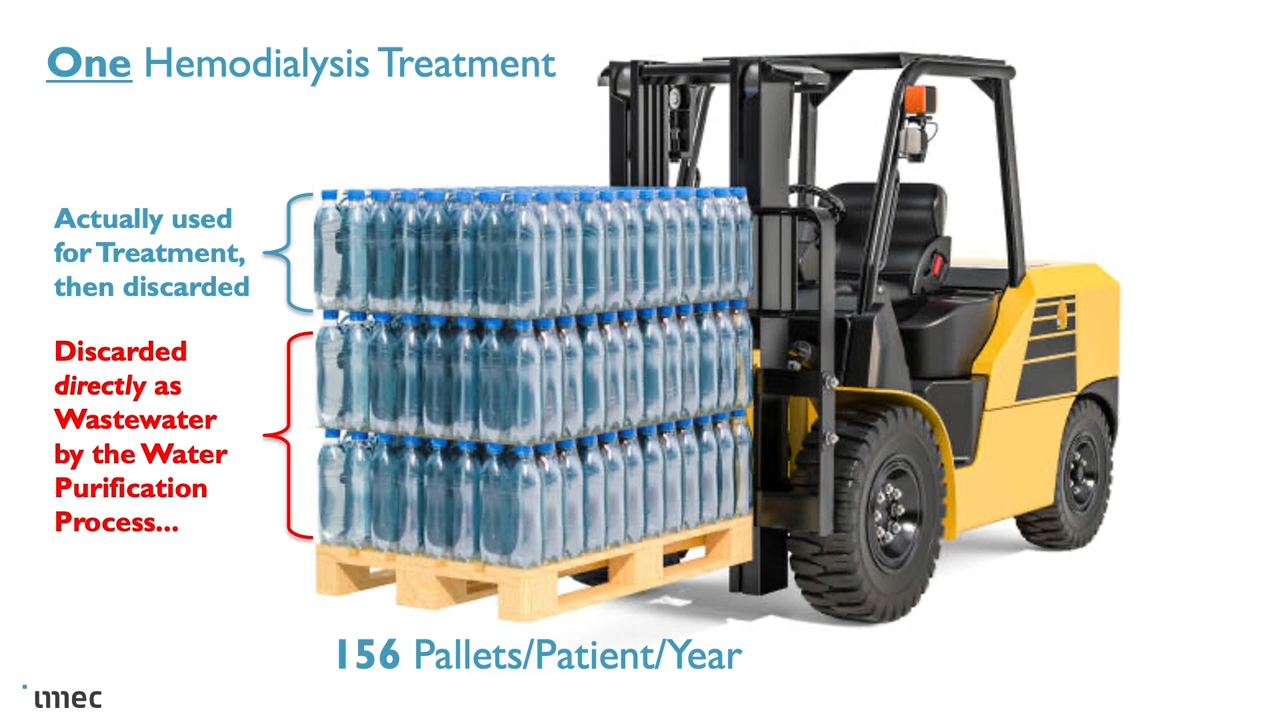 One Hemodialysis Treatment
Actually used
for Treatment,
then discarded
Discarded
directly as
Wastewater
by the Water
Purification
Process...
156 Pallets/Patient/Year
imec